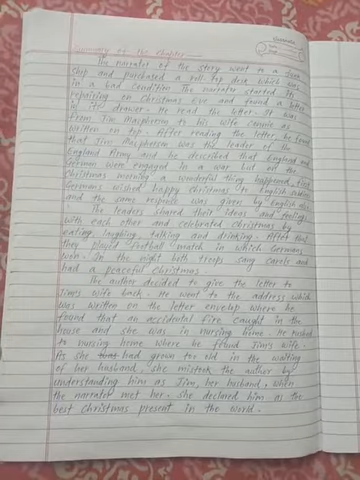 Summary of the Chapter
The narrator of the story went to a junk
shop and purchased a roll-top desk which was
in a bad condition. The narrator started it
repairing on Christmas Eve and found a letter
in its drawer. He read the letter. It was
from Jim Macpherson to his wife Connie as
written on top. After reading the letter he found
that Jim Macpherson was the leader of the
England Army and he described that England and
German were engaged in a war but on the
Christmas morning a wonderful thing happened,
Germans wished happy christmas to English
and the same respnse was given by English also.
The leaders shared their ideas and feelings
with each other and celebrated christmas by
eating, laughing, talking and drinking. After that
they played football match in which Germans
win. In the night both troops sang carols and
had a peaceful christmas.
The author decided to give the letter to
Jim's wife back. He went to the address which
was written on the letter envelop where he
found that an accidental fire caught in the
house and she was in nursing home. He rushed
to nursing home where he found Jim's wife.
As she had grown too old in the waiting
of her husband, she mistook the author by
understanding him as Jim, her husband, when
the narrator met her. She declared him as the
best Christmas present in the world.